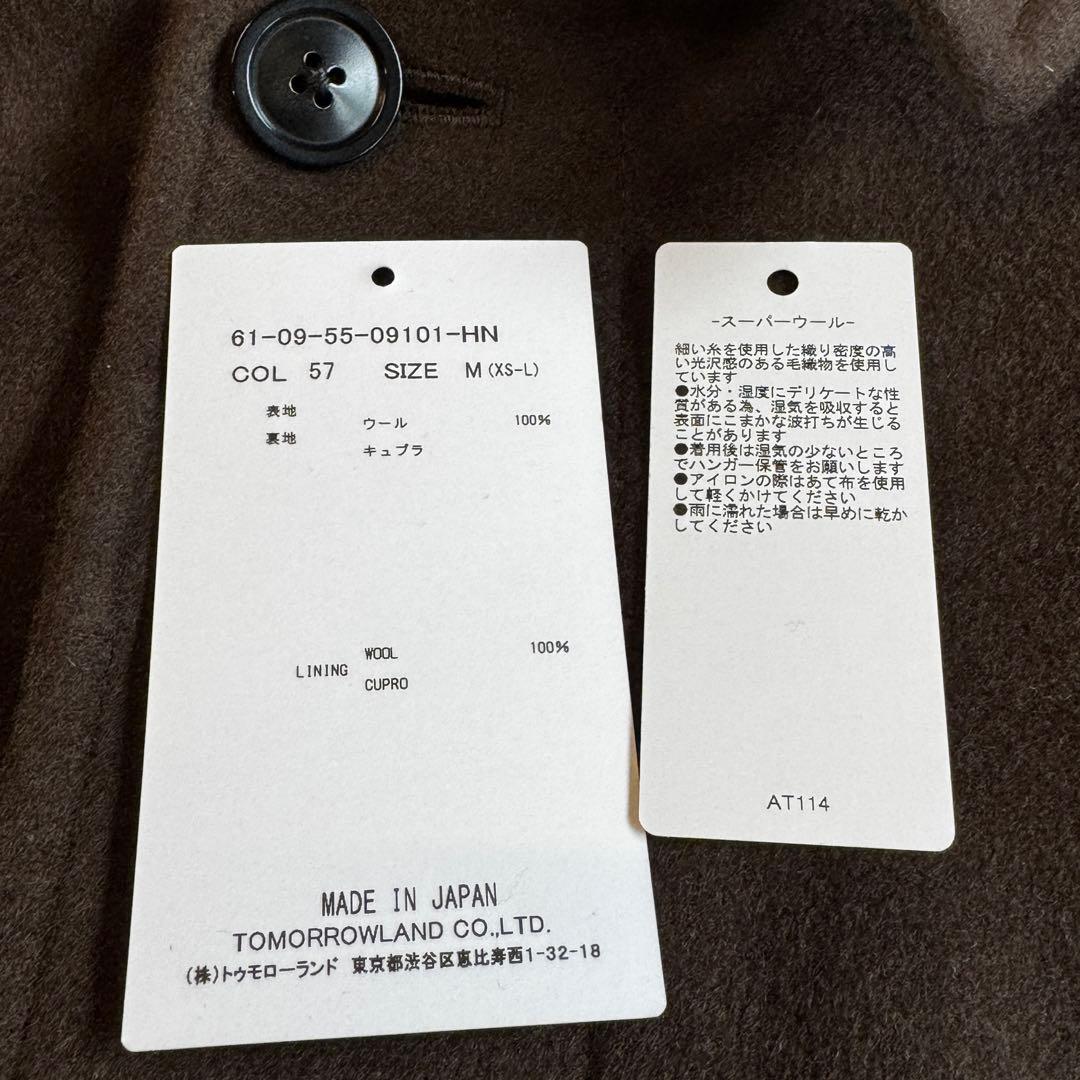 61-09-55-09101-HN
COL 57 SIZE M (XS-L)
表地 ウール 100%
裏地 キュプラ
WOOL 100%
LINING CUPRO
MADE IN JAPAN
TOMORROWLAND CO.,LTD.
(株)トゥモローランド 東京都渋谷区恵比寿西1-32-18
-スーパーウール-
細い糸を使用した織り密度の高
い光沢感のある毛織物を使用し
ています
●水分・湿度にデリケートな性
質がある為、湿気を吸収すると
表面にこまかな波打ちが生じる
ことがあります
●着用後は湿気の少ないところ
でハンガー保管をお願いします
●アイロンの際はあて布を使用
して軽くかけてください
●雨に濡れた場合は早めに乾か
してください
AT114